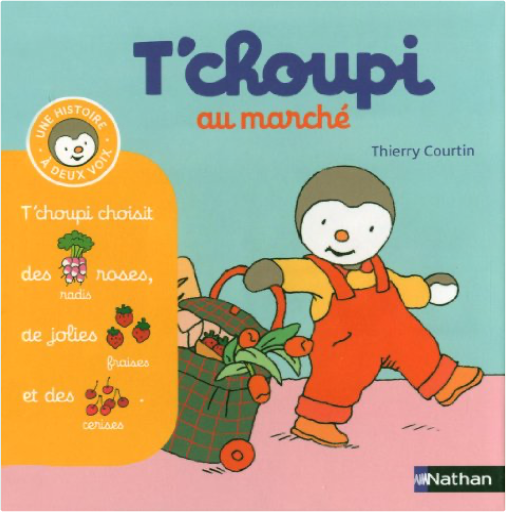 T'choupi
au marché
Thierry Courtin
UNE HISTOIRE
À DEUX VOIX
T'choupi choisit
des roses,
radis
de jolies
fraises
et des .
cerises
Nathan